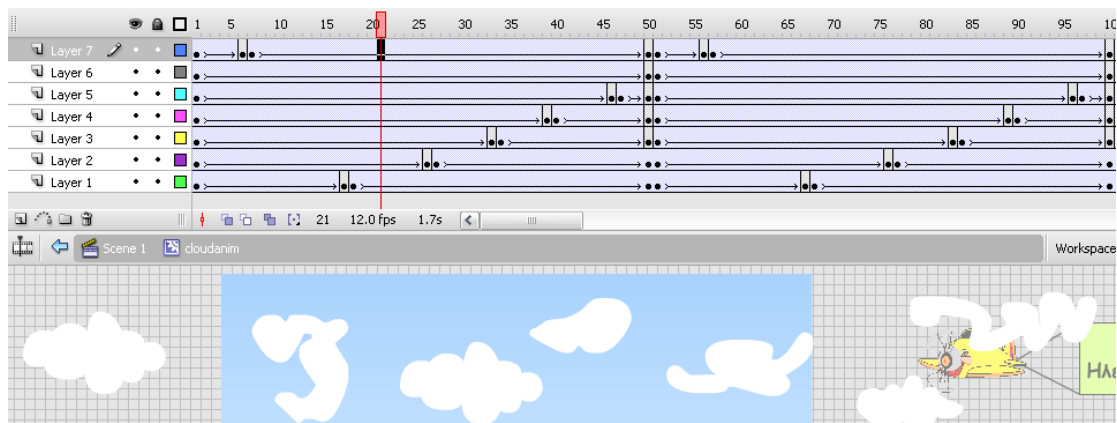 1 5 10 15 20 25 30 35 40 45 50 55 60 65 70 75 80 85 90 95 10
Layer 7
Layer 6
Layer 5
Layer 4
Layer 3
Layer 2
Layer 1
21 12.0 fps 1.7s
Scene 1 cloudanim Workspace
Ηλε